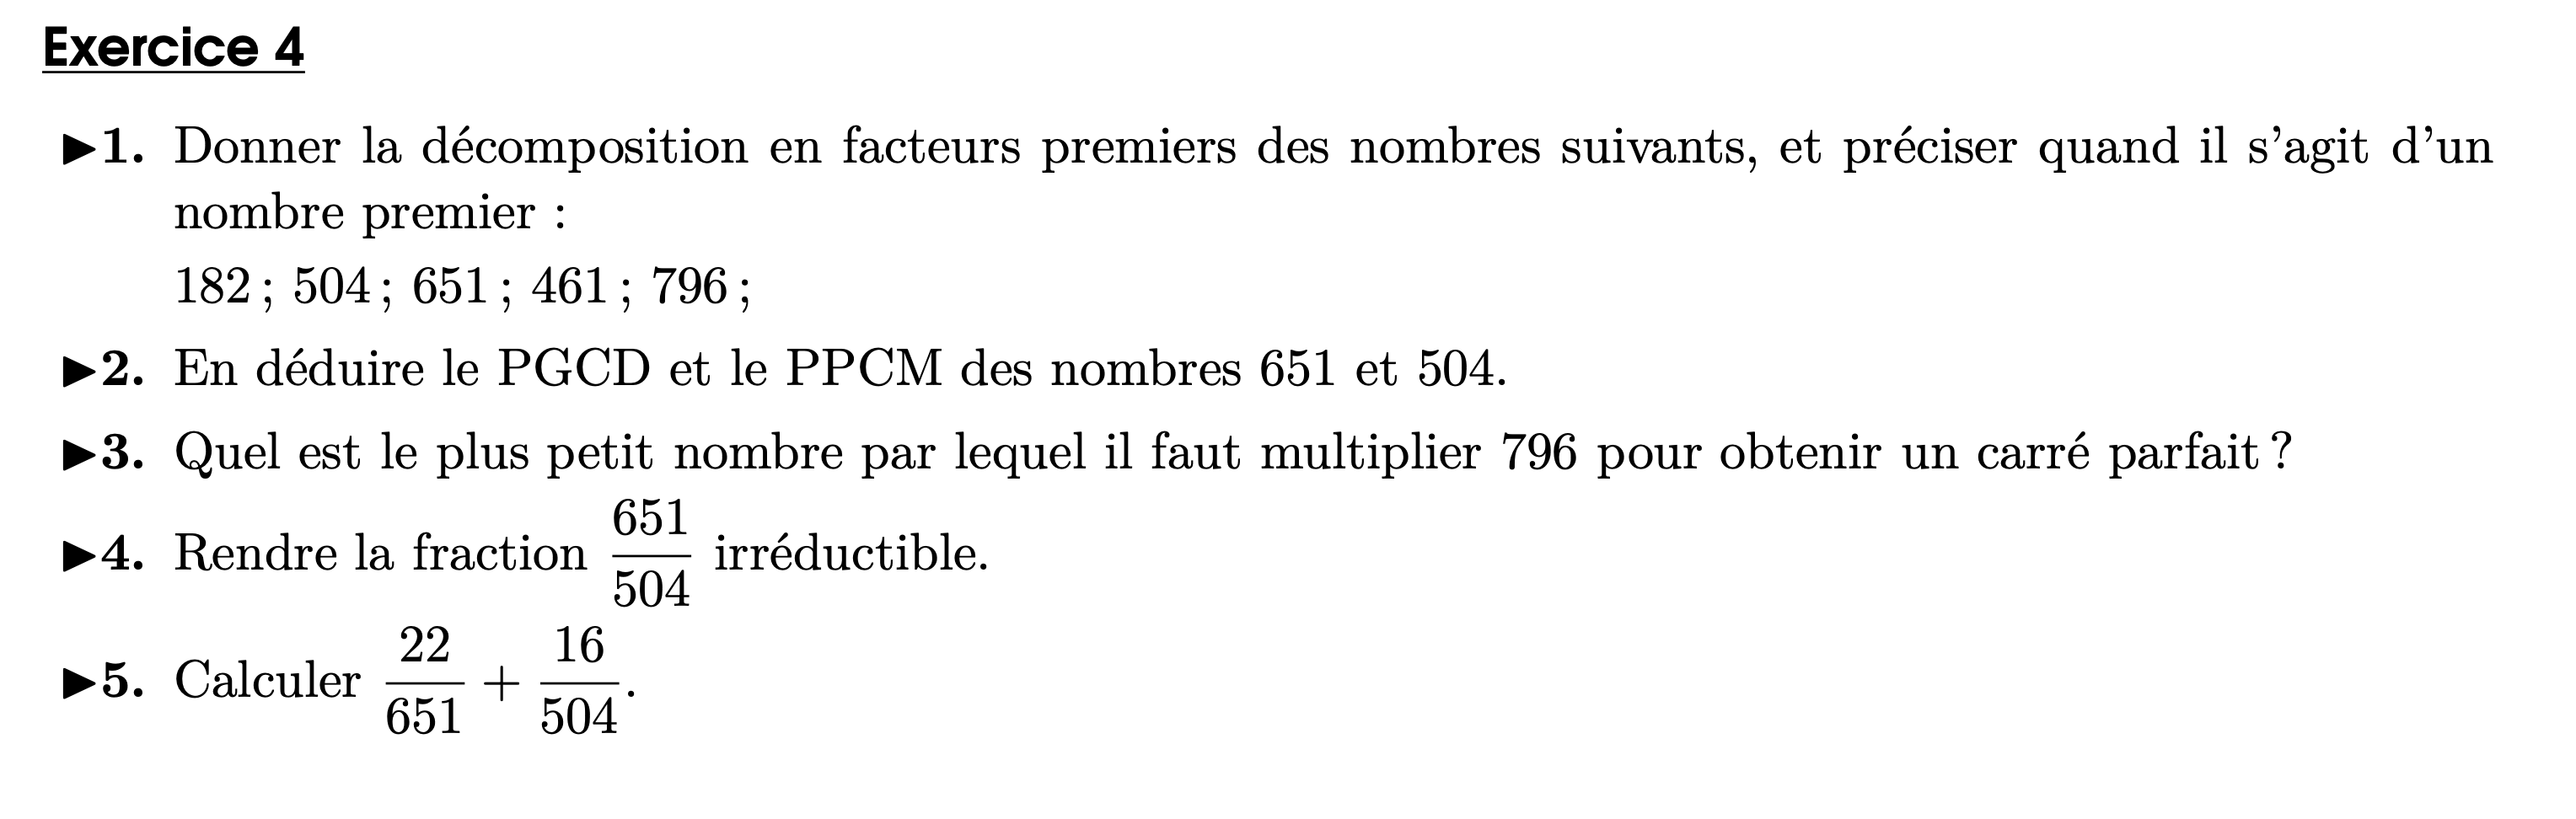 Exercice 4
▶1. Donner la décomposition en facteurs premiers des nombres suivants, et préciser quand il s'agit d'un
nombre premier :
182 ; 504 ; 651 ; 461 ; 796 ;
▶2. En déduire le PGCD et le PPCM des nombres 651 et 504.
▶3. Quel est le plus petit nombre par lequel il faut multiplier 796 pour obtenir un carré parfait ?
▶4. Rendre la fraction 651/504 irréductible.
▶5. Calculer 22/651 + 16/504.